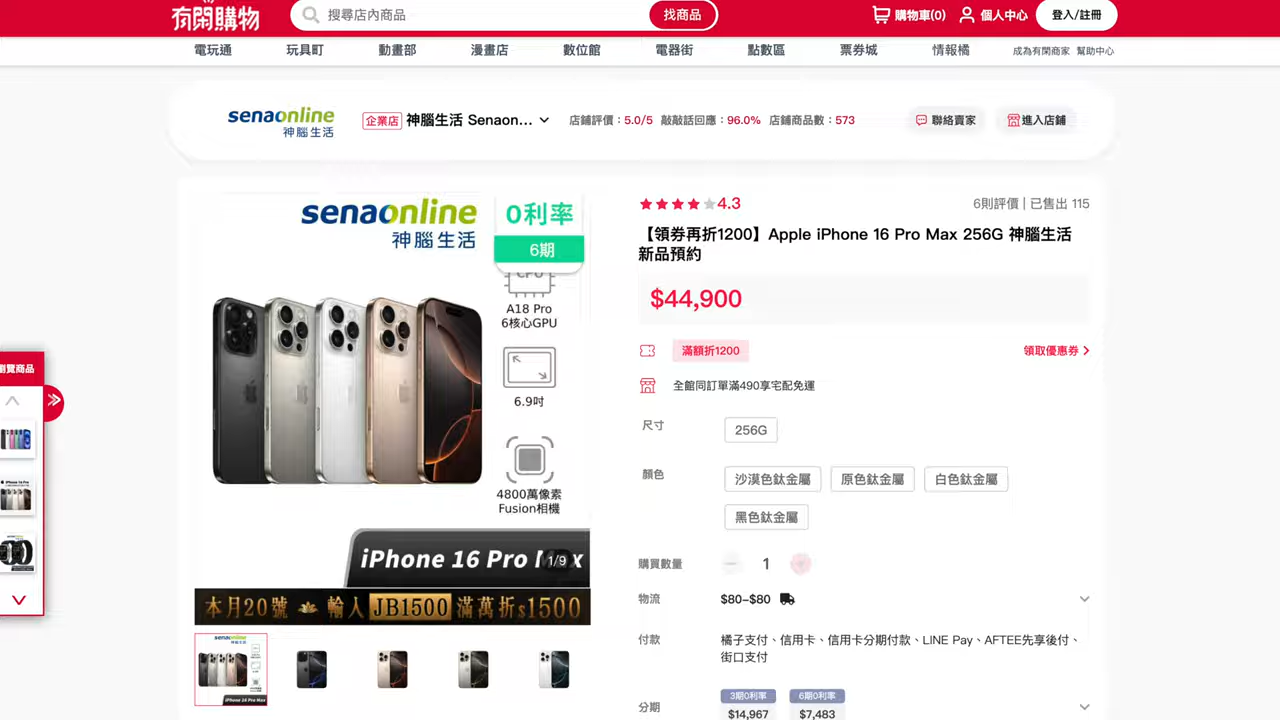 有閑購物
搜尋店內商品
找商品
購物車(0)
個人中心
登入/註冊
電玩通
玩具町
動畫部
漫畫店
數位館
電器街
點數區
票券城
情報橘
成為有閑商家
幫助中心
senaonline
神腦生活
企業店
神腦生活 Senaon...
店鋪評價：5.0/5
敲敲話回應：96.0%
店鋪商品數：573
聯絡賣家
進入店鋪
瀏覽商品
senaonline
神腦生活
0利率
6期
CPU
A18 Pro
6核心GPU
6.9吋
4800萬像素
Fusion相機
iPhone 16 Pro Max
1/9
本月20號 輸入 JB1500 滿萬折$1500
4.3
6則評價 | 已售出 115
【領券再折1200】Apple iPhone 16 Pro Max 256G 神腦生活
新品預約
$44,900
滿額折1200
領取優惠券
全館同訂單滿490享宅配免運
尺寸
256G
顏色
沙漠色鈦金屬
原色鈦金屬
白色鈦金屬
黑色鈦金屬
購買數量
1
物流
$80–$80
付款
橘子支付、信用卡、信用卡分期付款、LINE Pay、AFTEE先享後付、
街口支付
分期
3期0利率
$14,967
6期0利率
$7,483
senaonline
iPhone 16 Pro Max